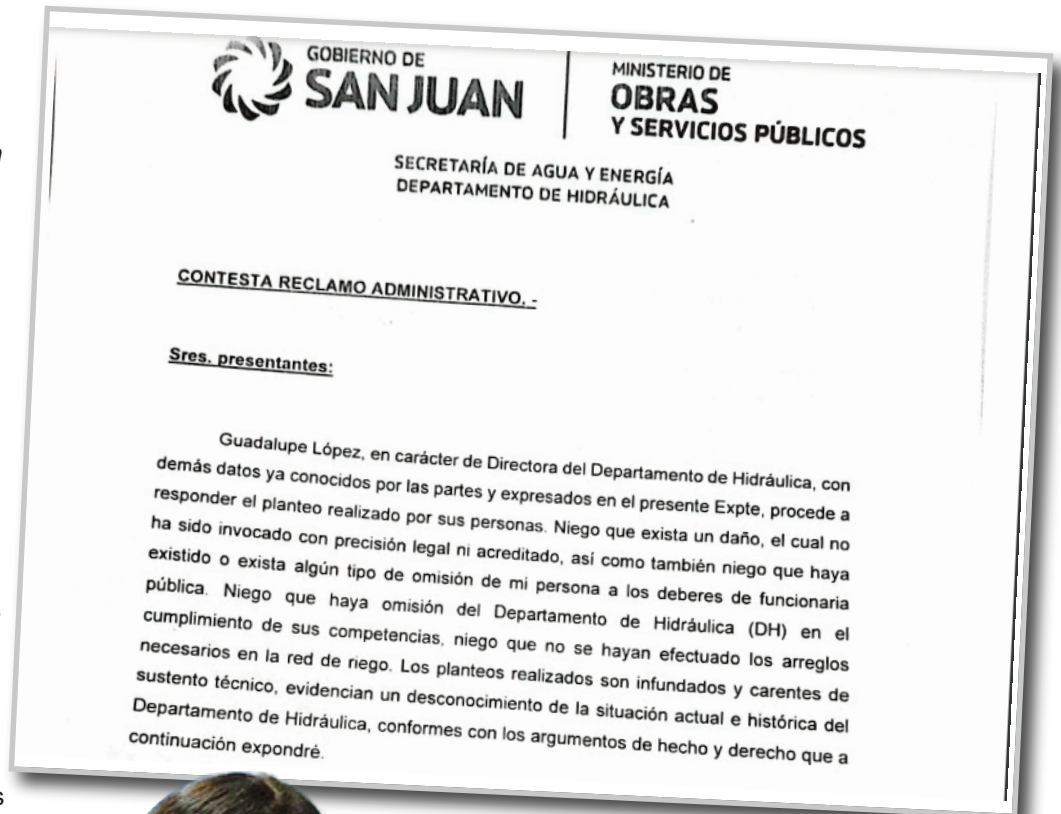 GOBIERNO DE
SAN JUAN
MINISTERIO DE
OBRAS
Y SERVICIOS PÚBLICOS
SECRETARÍA DE AGUA Y ENERGÍA
DEPARTAMENTO DE HIDRÁULICA
CONTESTA RECLAMO ADMINISTRATIVO. -
Sres. presentantes:
Guadalupe López, en carácter de Directora del Departamento de Hidráulica, con
demás datos ya conocidos por las partes y expresados en el presente Expte, procede a
responder el planteo realizado por sus personas. Niego que exista un daño, el cual no
ha sido invocado con precisión legal ni acreditado, así como también niego que haya
existido o exista algún tipo de omisión de mi persona a los deberes de funcionaria
pública. Niego que haya omisión del Departamento de Hidráulica (DH) en el
cumplimiento de sus competencias, niego que no se hayan efectuado los arreglos
necesarios en la red de riego. Los planteos realizados son infundados y carentes de
sustento técnico, evidencian un desconocimiento de la situación actual e histórica del
Departamento de Hidráulica, conformes con los argumentos de hecho y derecho que a
continuación expondré.